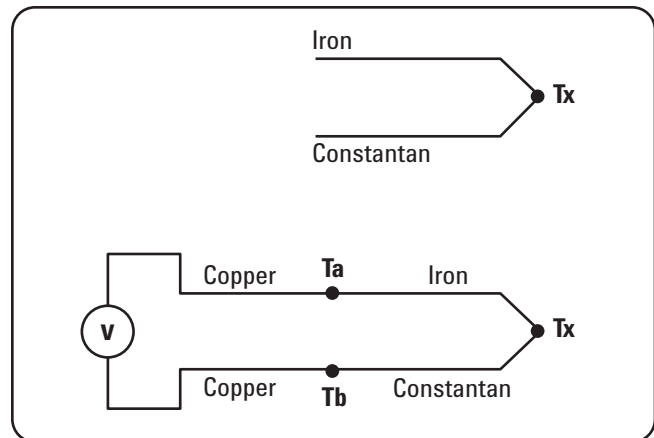 Iron
Tx
Constantan
Copper
Ta
Iron
V
Tx
Copper
Tb
Constantan